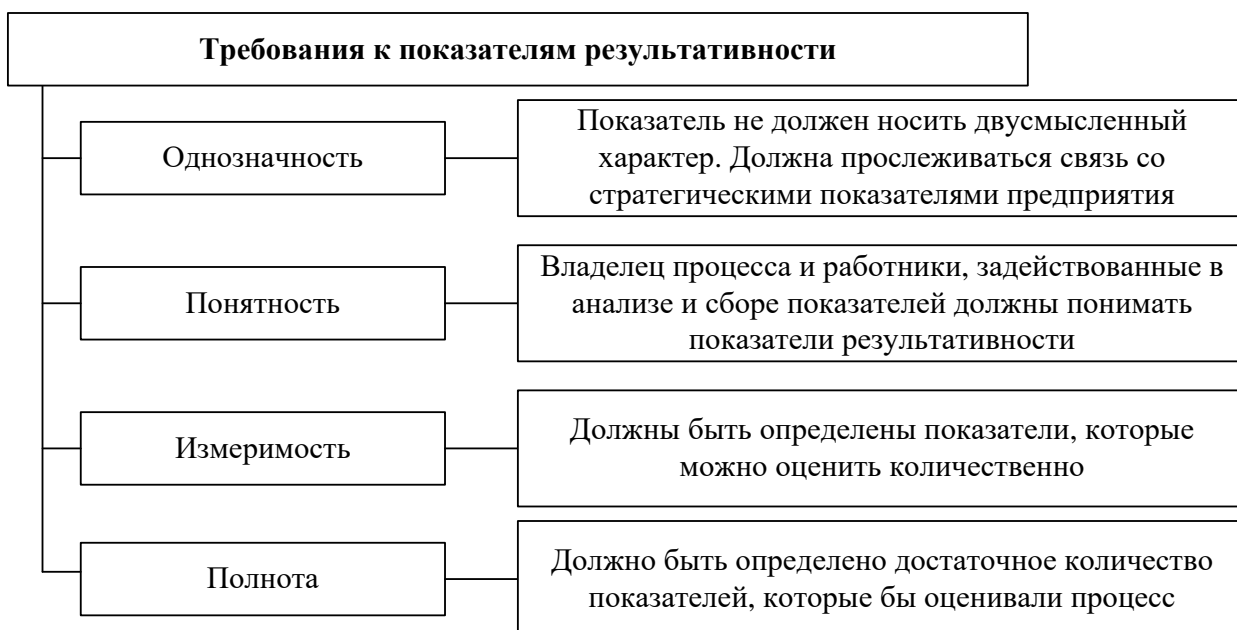 Требования к показателям результативности
Однозначность
Показатель не должен носить двусмысленный
характер. Должна прослеживаться связь со
стратегическими показателями предприятия
Понятность
Владелец процесса и работники, задействованные в
анализе и сборе показателей должны понимать
показатели результативности
Измеримость
Должны быть определены показатели, которые
можно оценить количественно
Полнота
Должно быть определено достаточное количество
показателей, которые бы оценивали процесс